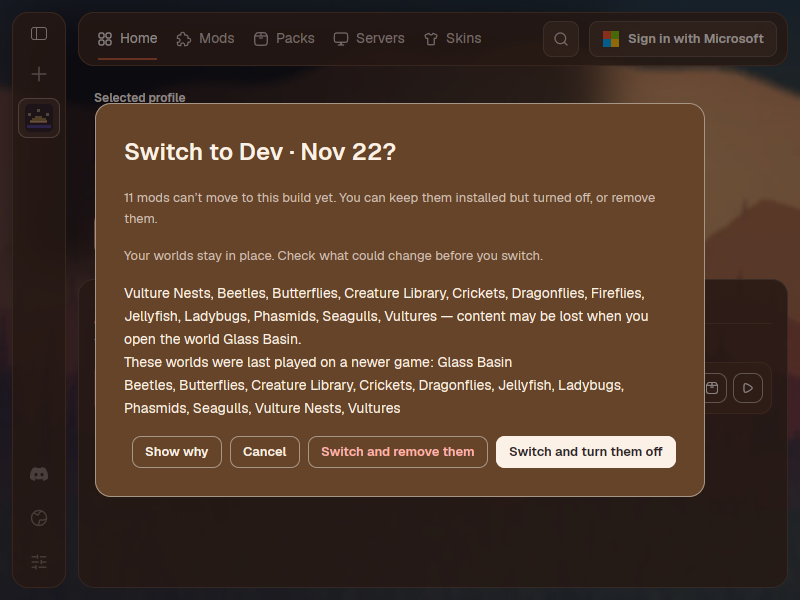 Home
Mods
Packs
Servers
Skins
Sign in with Microsoft
Selected profile
Switch to Dev · Nov 22?
11 mods can't move to this build yet. You can keep them installed but turned off, or remove
them.
Your worlds stay in place. Check what could change before you switch.
Vulture Nests, Beetles, Butterflies, Creature Library, Crickets, Dragonflies, Fireflies,
Jellyfish, Ladybugs, Phasmids, Seagulls, Vultures — content may be lost when you
open the world Glass Basin.
These worlds were last played on a newer game: Glass Basin
Beetles, Butterflies, Creature Library, Crickets, Dragonflies, Jellyfish, Ladybugs,
Phasmids, Seagulls, Vulture Nests, Vultures
Show why
Cancel
Switch and remove them
Switch and turn them off